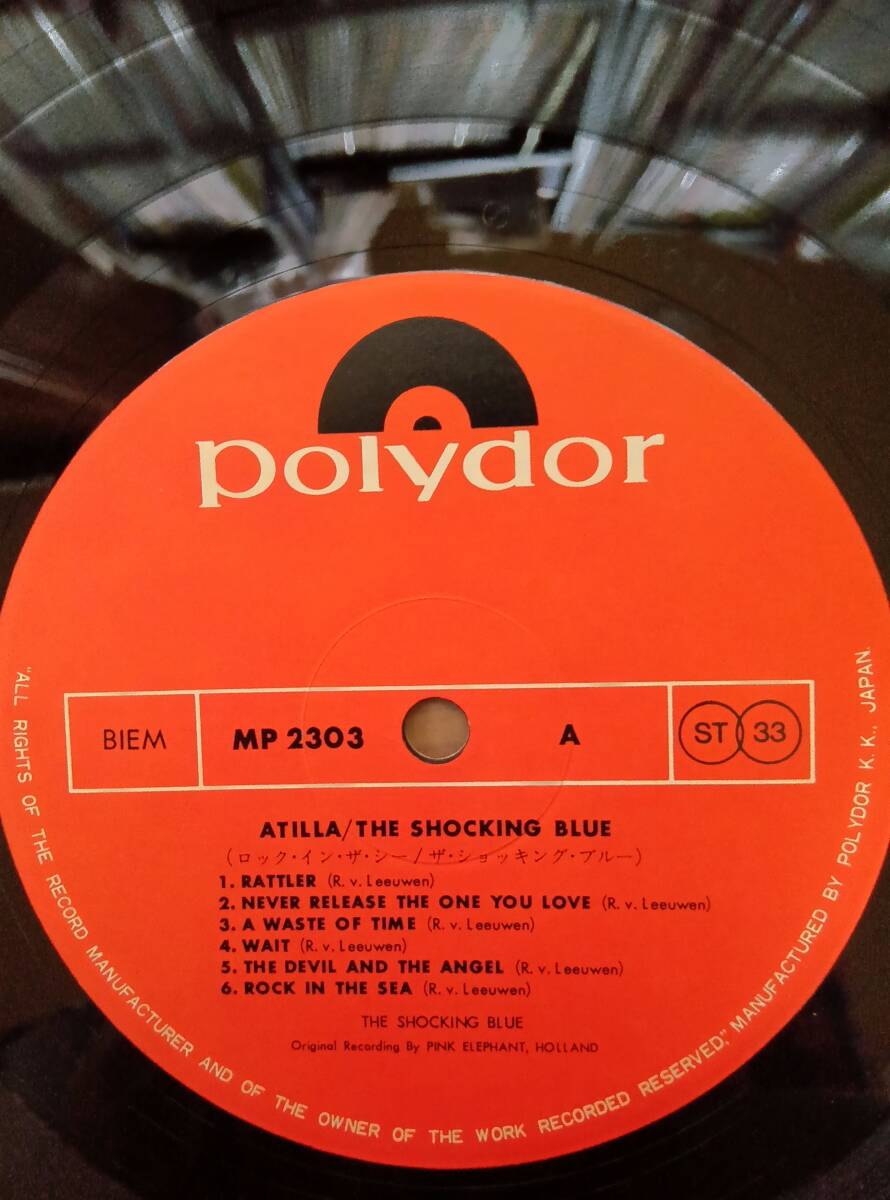 polydor
BIEM
MP 2303
A
ST 33
ATILLA/THE SHOCKING BLUE
(ロック・イン・ザ・シー/ザ・ショッキング・ブルー)
1. RATTLER (R. v. Leeuwen)
2. NEVER RELEASE THE ONE YOU LOVE (R. v. Leeuwen)
3. A WASTE OF TIME (R. v. Leeuwen)
4. WAIT (R. v. Leeuwen)
5. THE DEVIL AND THE ANGEL (R. v. Leeuwen)
6. ROCK IN THE SEA (R. v. Leeuwen)
THE SHOCKING BLUE
Original Recording By PINK ELEPHANT, HOLLAND
"ALL RIGHTS OF THE RECORD MANUFACTURER AND OF THE OWNER OF THE WORK RECORDED RESERVED," MANUFACTURED BY POLYDOR K. K., JAPAN.